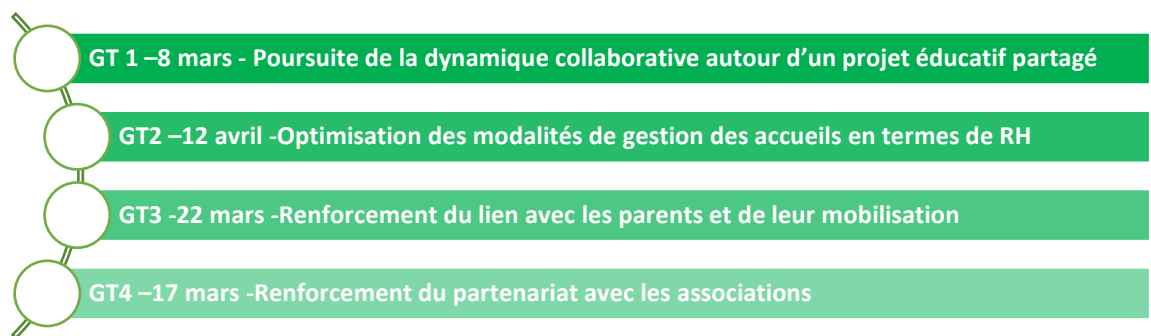 GT 1 –8 mars - Poursuite de la dynamique collaborative autour d’un projet éducatif partagé
GT2 –12 avril -Optimisation des modalités de gestion des accueils en termes de RH
GT3 -22 mars -Renforcement du lien avec les parents et de leur mobilisation
GT4 –17 mars -Renforcement du partenariat avec les associations